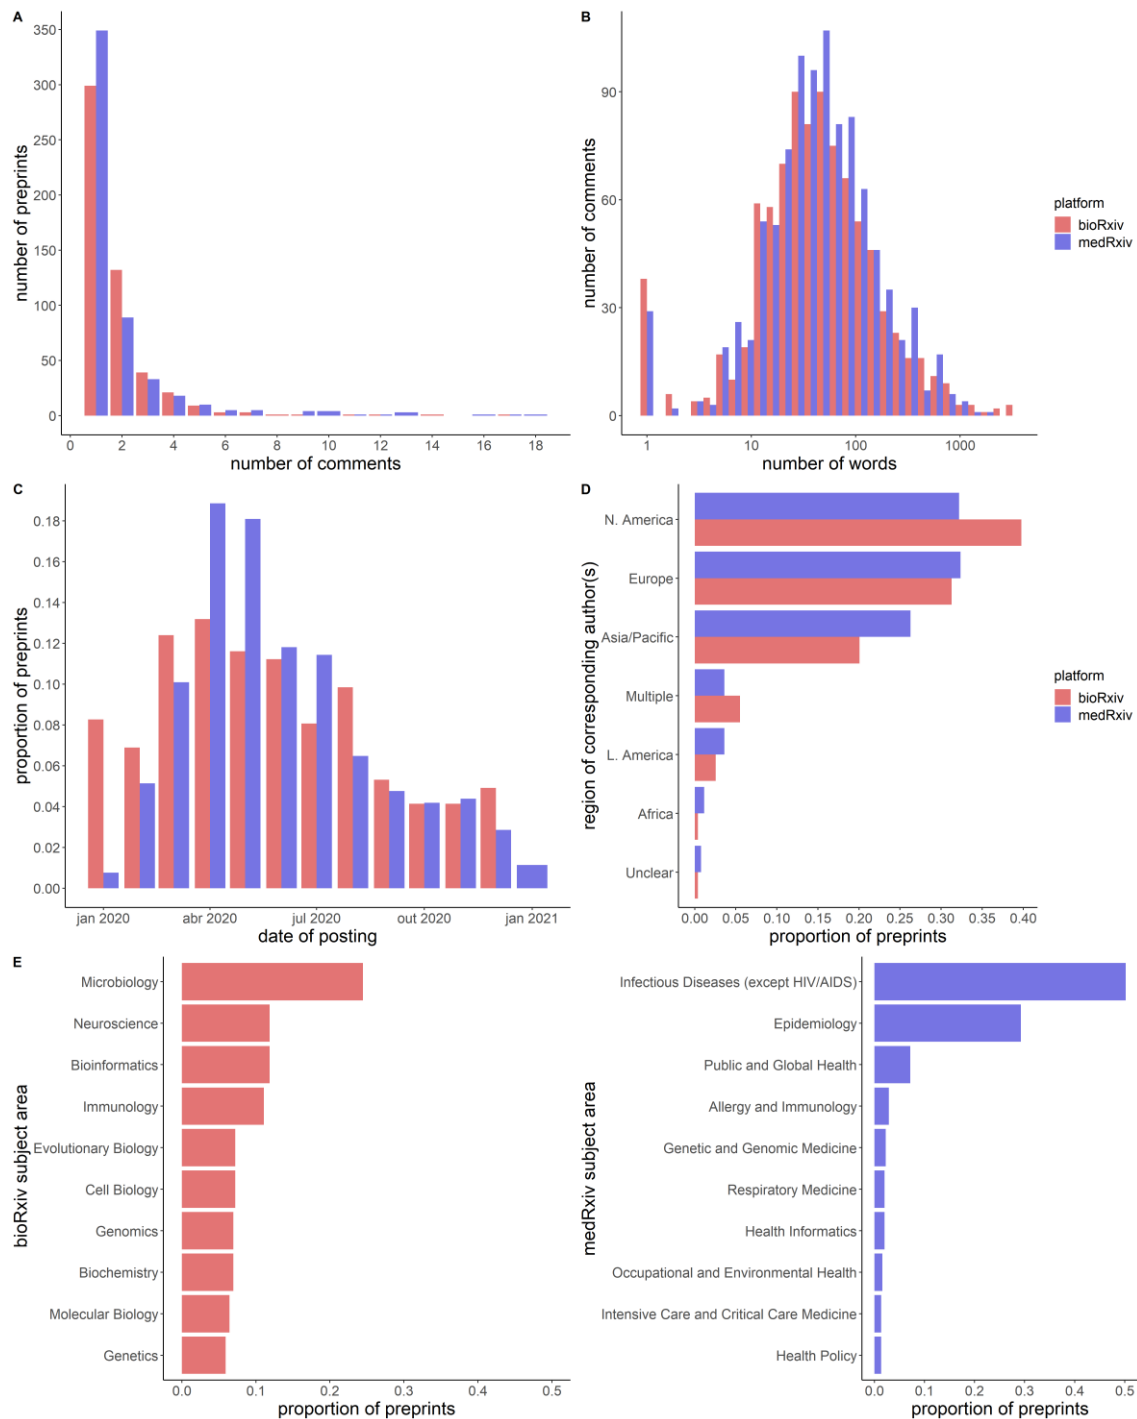 A
350
300
250
200
150
100
50
0
number of preprints
0 2 4 6 8 10 12 14 16 18
number of comments
B
90
60
30
0
number of comments
1 10 100 1000
number of words
platform
bioRxiv
medRxiv
C
0.18
0.16
0.14
0.12
0.10
0.08
0.06
0.04
0.02
0.00
proportion of preprints
jan 2020 abr 2020 jul 2020 out 2020 jan 2021
date of posting
D
N. America
Europe
Asia/Pacific
Multiple
L. America
Africa
Unclear
region of corresponding author(s)
0.00 0.05 0.10 0.15 0.20 0.25 0.30 0.35 0.40
proportion of preprints
platform
bioRxiv
medRxiv
E
Microbiology
Neuroscience
Bioinformatics
Immunology
Evolutionary Biology
Cell Biology
Genomics
Biochemistry
Molecular Biology
Genetics
bioRxiv subject area
0.0 0.1 0.2 0.3 0.4 0.5
proportion of preprints
Infectious Diseases (except HIV/AIDS)
Epidemiology
Public and Global Health
Allergy and Immunology
Genetic and Genomic Medicine
Respiratory Medicine
Health Informatics
Occupational and Environmental Health
Intensive Care and Critical Care Medicine
Health Policy
medRxiv subject area
0.0 0.1 0.2 0.3 0.4 0.5
proportion of preprints